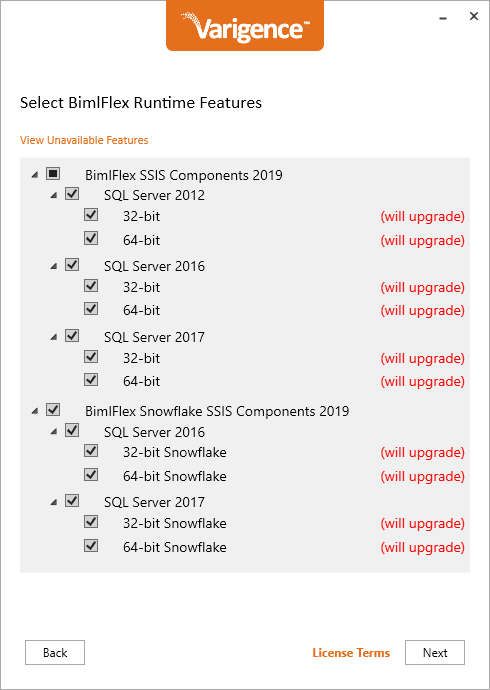 Varigence™
Select BimlFlex Runtime Features
View Unavailable Features
BimlFlex SSIS Components 2019
SQL Server 2012
32-bit (will upgrade)
64-bit (will upgrade)
SQL Server 2016
32-bit (will upgrade)
64-bit (will upgrade)
SQL Server 2017
32-bit (will upgrade)
64-bit (will upgrade)
BimlFlex Snowflake SSIS Components 2019
SQL Server 2016
32-bit Snowflake (will upgrade)
64-bit Snowflake (will upgrade)
SQL Server 2017
32-bit Snowflake (will upgrade)
64-bit Snowflake (will upgrade)
Back License Terms Next